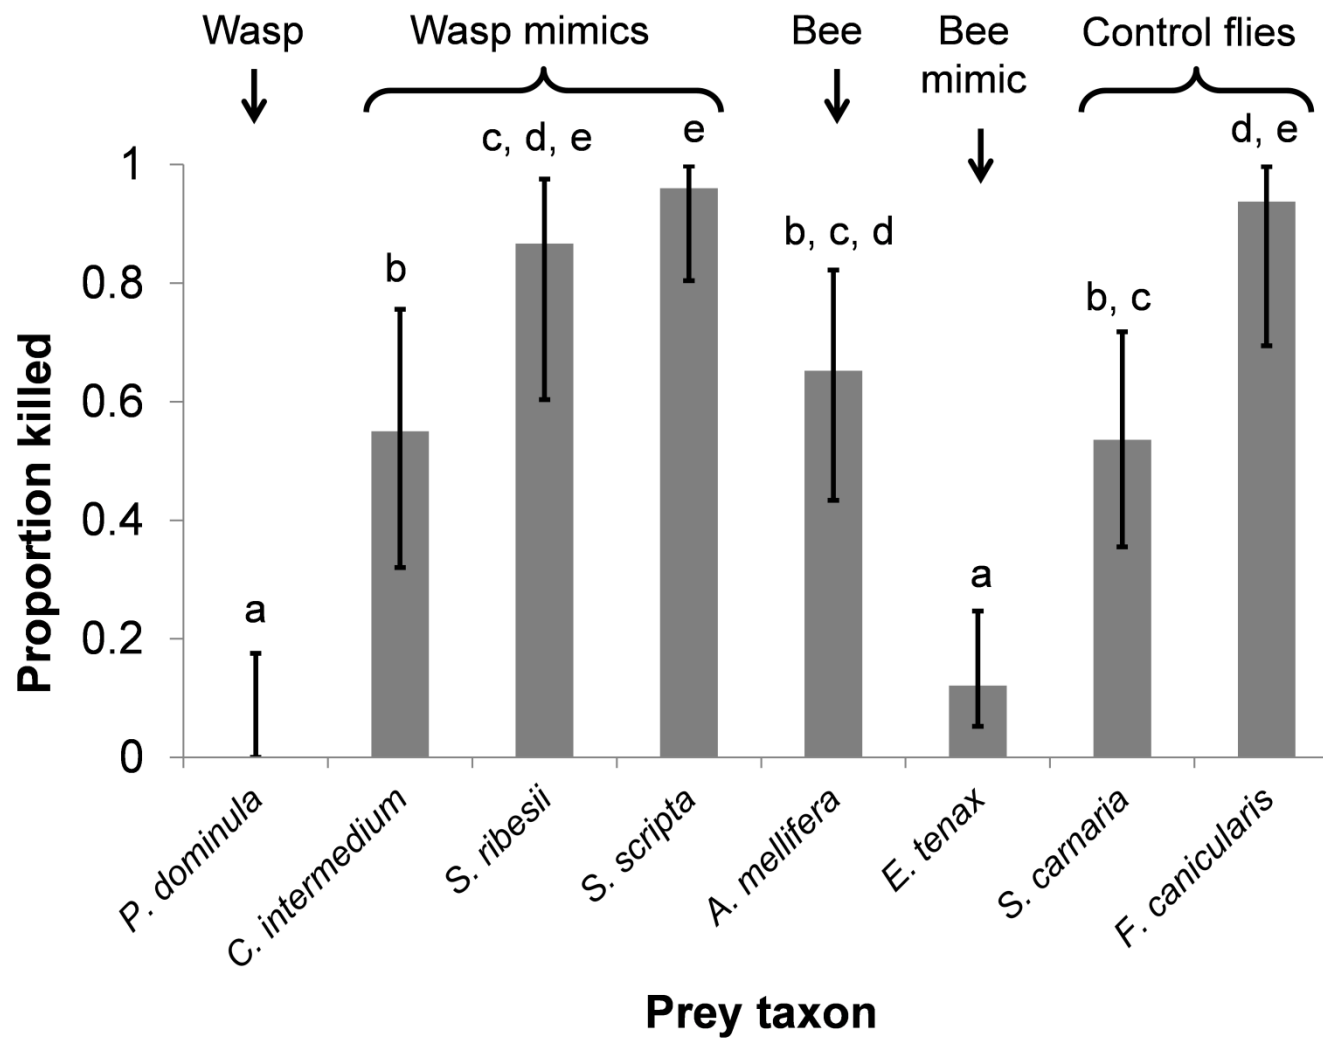 Wasp
Wasp mimics
Bee
Bee
mimic
Control flies
c, d, e
e
d, e
b, c, d
b
b, c
a
a
1
0.8
0.6
0.4
0.2
0
Proportion killed
P. dominula
C. intermedium
S. ribesii
S. scripta
A. mellifera
E. tenax
S. carnaria
F. canicularis
Prey taxon